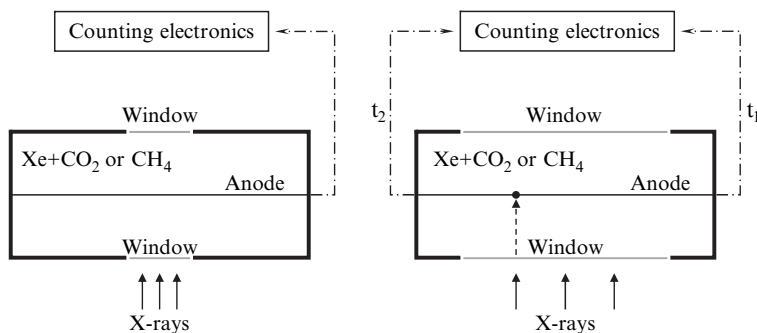 Counting electronics
Window
Xe+CO₂ or CH₄
Anode
Window
X-rays
Counting electronics
t₂
t₁
Window
Xe+CO₂ or CH₄
Anode
Window
X-rays